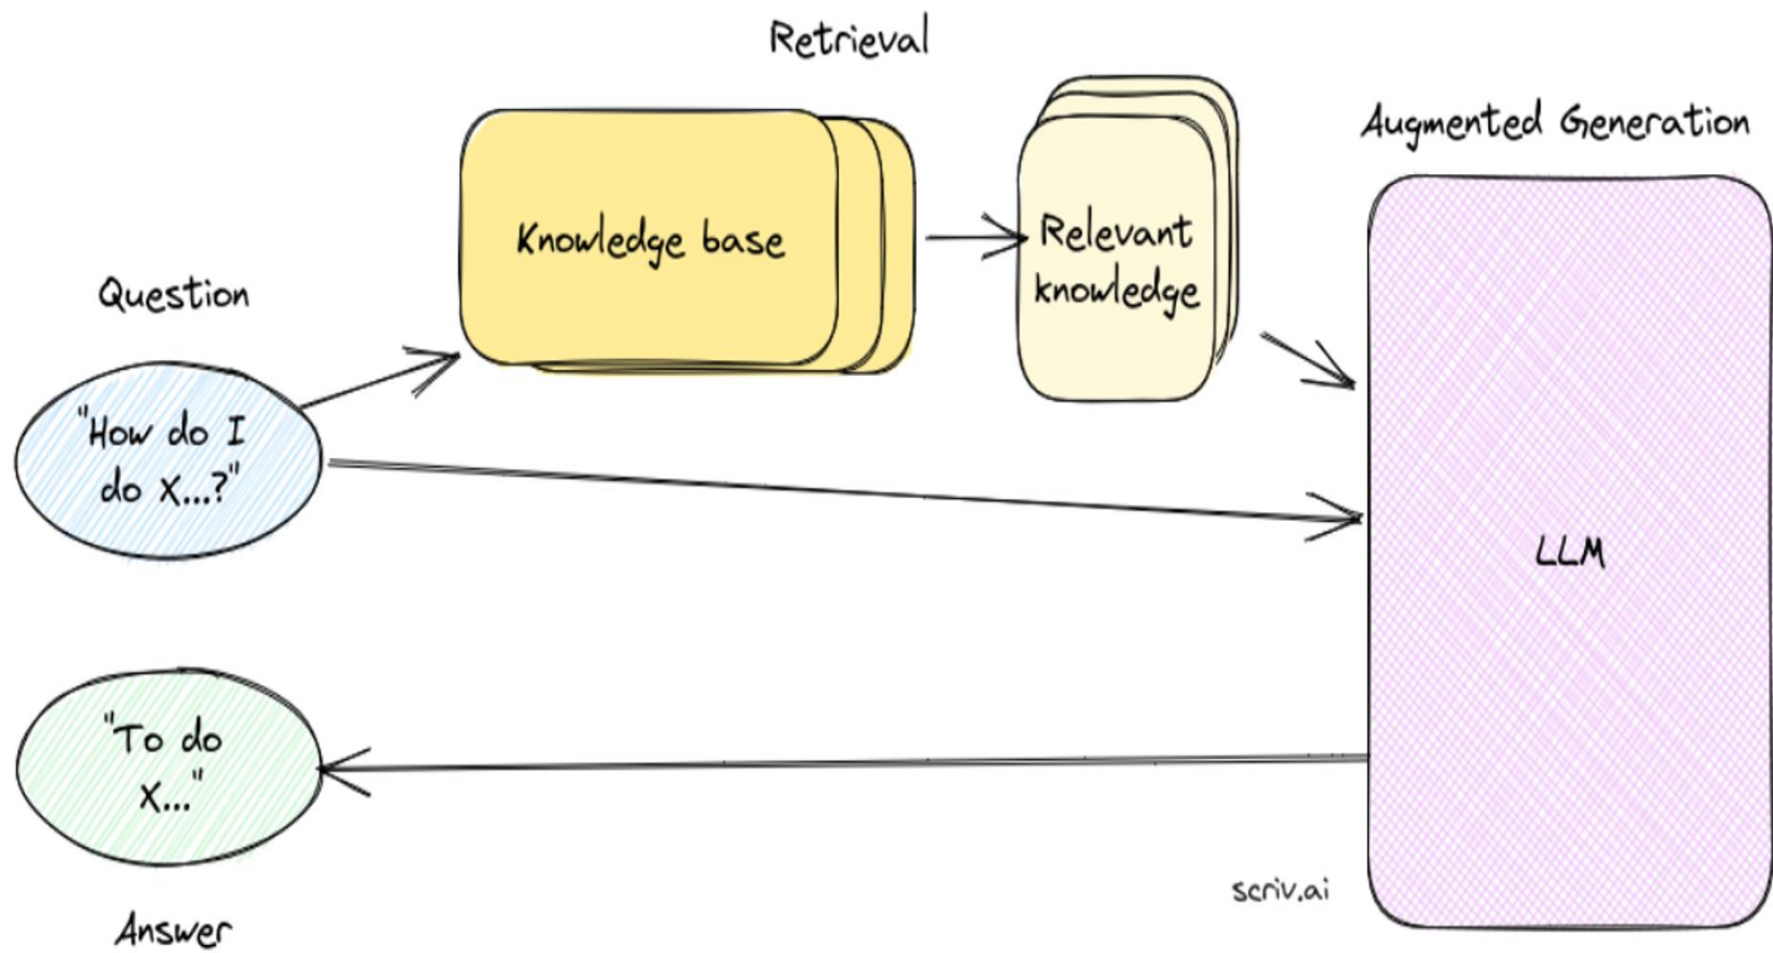 Retrieval
Augmented Generation
Knowledge base
Relevant
knowledge
Question
"How do I
do X...?"
LLM
"To do
X..."
scriv.ai
Answer